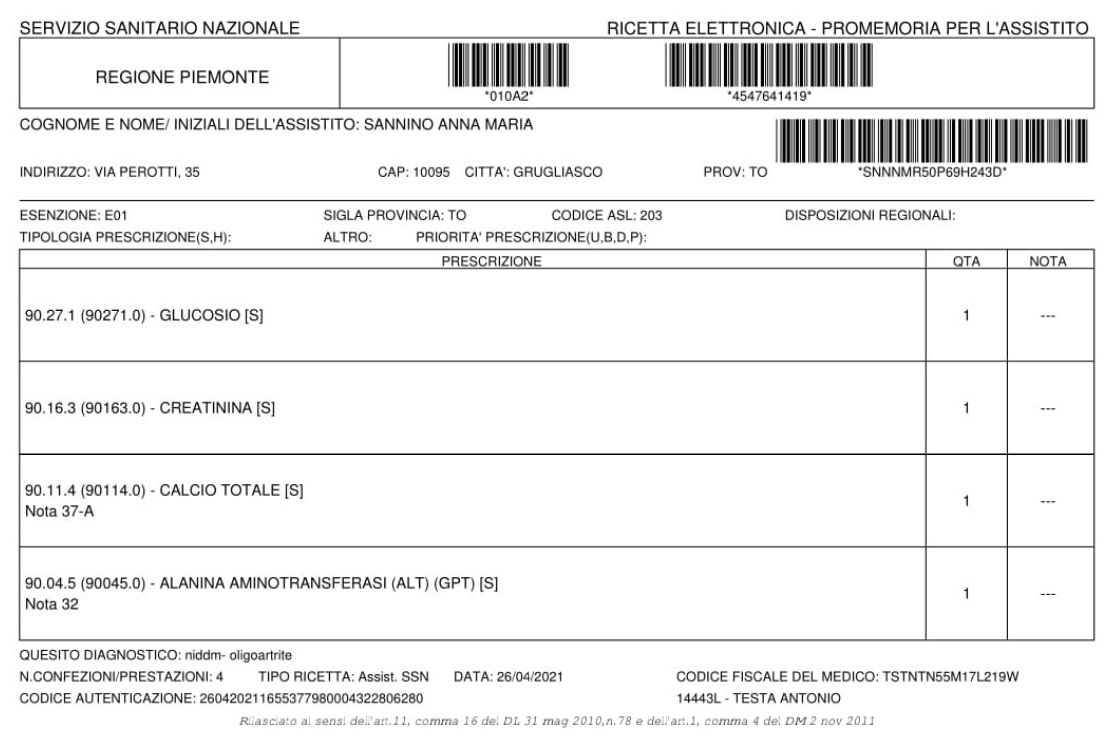 SERVIZIO SANITARIO NAZIONALE RICETTA ELETTRONICA - PROMEMORIA PER L'ASSISTITO
REGIONE PIEMONTE
*010A2* *4547641419*
COGNOME E NOME/ INIZIALI DELL'ASSISTITO: SANNINO ANNA MARIA
INDIRIZZO: VIA PEROTTI, 35 CAP: 10095 CITTA': GRUGLIASCO PROV: TO *SNNNMR50P69H243D*
ESENZIONE: E01 SIGLA PROVINCIA: TO CODICE ASL: 203 DISPOSIZIONI REGIONALI:
TIPOLOGIA PRESCRIZIONE(S,H): ALTRO: PRIORITA' PRESCRIZIONE(U,B,D,P):
PRESCRIZIONE QTA NOTA
90.27.1 (90271.0) - GLUCOSIO [S] 1 ---
90.16.3 (90163.0) - CREATININA [S] 1 ---
90.11.4 (90114.0) - CALCIO TOTALE [S] 1 ---
Nota 37-A
90.04.5 (90045.0) - ALANINA AMINOTRANSFERASI (ALT) (GPT) [S] 1 ---
Nota 32
QUESITO DIAGNOSTICO: niddm- oligoartrite
N.CONFEZIONI/PRESTAZIONI: 4 TIPO RICETTA: Assist. SSN DATA: 26/04/2021 CODICE FISCALE DEL MEDICO: TSTNTN55M17L219W
CODICE AUTENTICAZIONE: 260420211655377980004322806280 14443L - TESTA ANTONIO
Rilasciato ai sensi dell'art.11, comma 16 del DL 31 mag 2010,n.78 e dell'art.1, comma 4 del DM 2 nov 2011